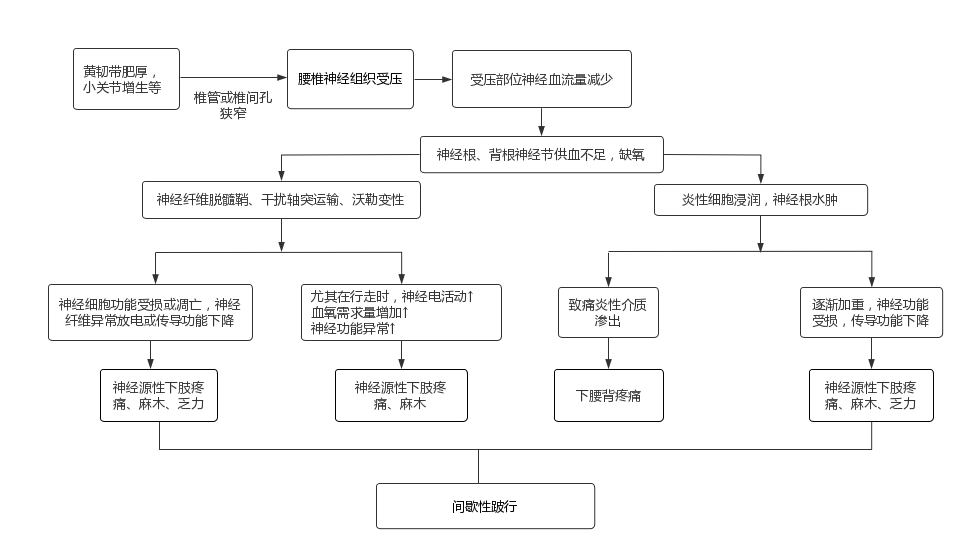 黄韧带肥厚，
小关节增生等
椎管或椎间孔
狭窄
腰椎神经组织受压
受压部位神经血流量减少
神经根、背根神经节供血不足，缺氧
神经纤维脱髓鞘、干扰轴突运输、沃勒变性
炎性细胞浸润，神经根水肿
神经细胞功能受损或凋亡，神经
纤维异常放电或传导功能下降
尤其在行走时，神经电活动↑
血氧需求量增加↑
神经功能异常↑
致痛炎性介质
渗出
逐渐加重，神经功能
受损，传导功能下降
神经源性下肢疼
痛、麻木、乏力
神经源性下肢疼
痛、麻木
下腰背疼痛
神经源性下肢疼
痛、麻木、乏力
间歇性跛行